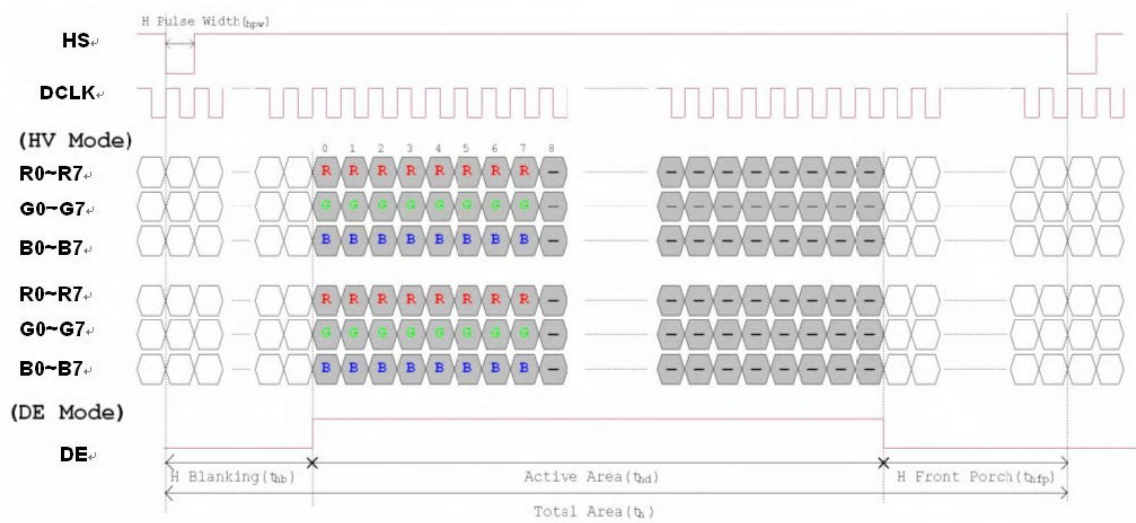 H Pulse Width(thpw)
HS
DCLK
(HV Mode)
0 1 2 3 4 5 6 7 8
R0~R7 R R R R R R R R – – – – – – – – –
G0~G7 G G G G G G G G – – – – – – – – –
B0~B7 B B B B B B B B – – – – – – – – –
R0~R7 R R R R R R R R – – – – – – – – –
G0~G7 G G G G G G G G – – – – – – – – –
B0~B7 B B B B B B B B – – – – – – – – –
(DE Mode)
DE
H Blanking(thb) Active Area(thd) H Front Porch(thfp)
Total Area(th)